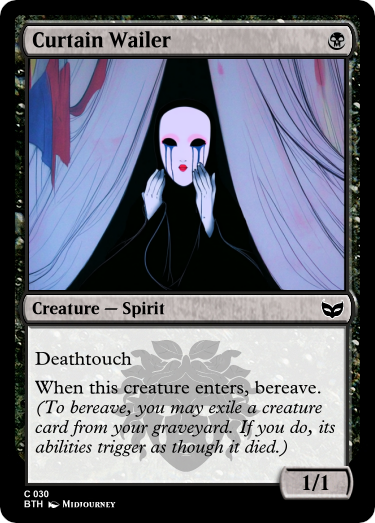 Curtain Wailer
Creature — Spirit
Deathtouch
When this creature enters, bereave.
(To bereave, you may exile a creature
card from your graveyard. If you do, its
abilities trigger as though it died.)
1/1
C 030
BTH Midjourney